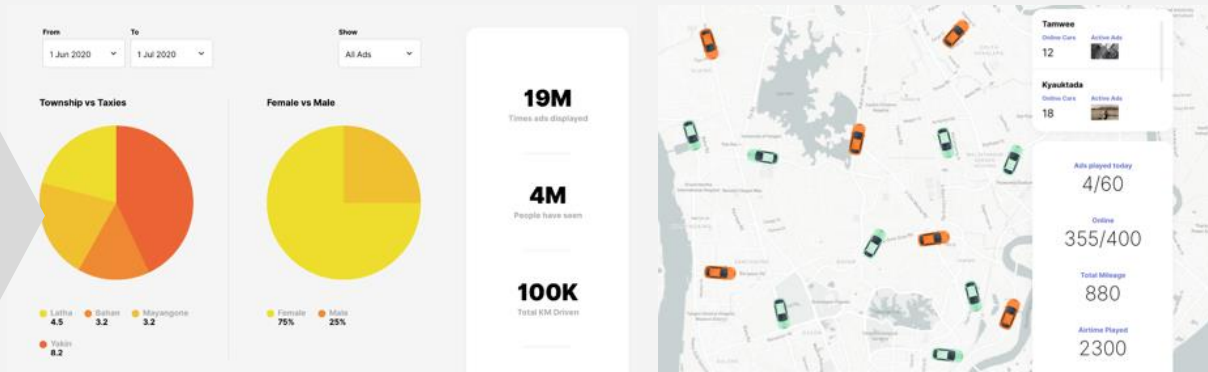 From To Show
1 Jun 2020 1 Jul 2020 All Ads
Township vs Taxies Female vs Male
19M
Times ads displayed
4M
People have seen
100K
Total KM Driven
Latha Bahan Mayangone
4.5 3.2 3.2
Yakin
8.2
Female Male
75% 25%
Tamwee
Online Cars Active Ads
12
Kyauktada
Online Cars Active Ads
18
Ads played today
4/60
Online
355/400
Total Mileage
880
Airtime Played
2300